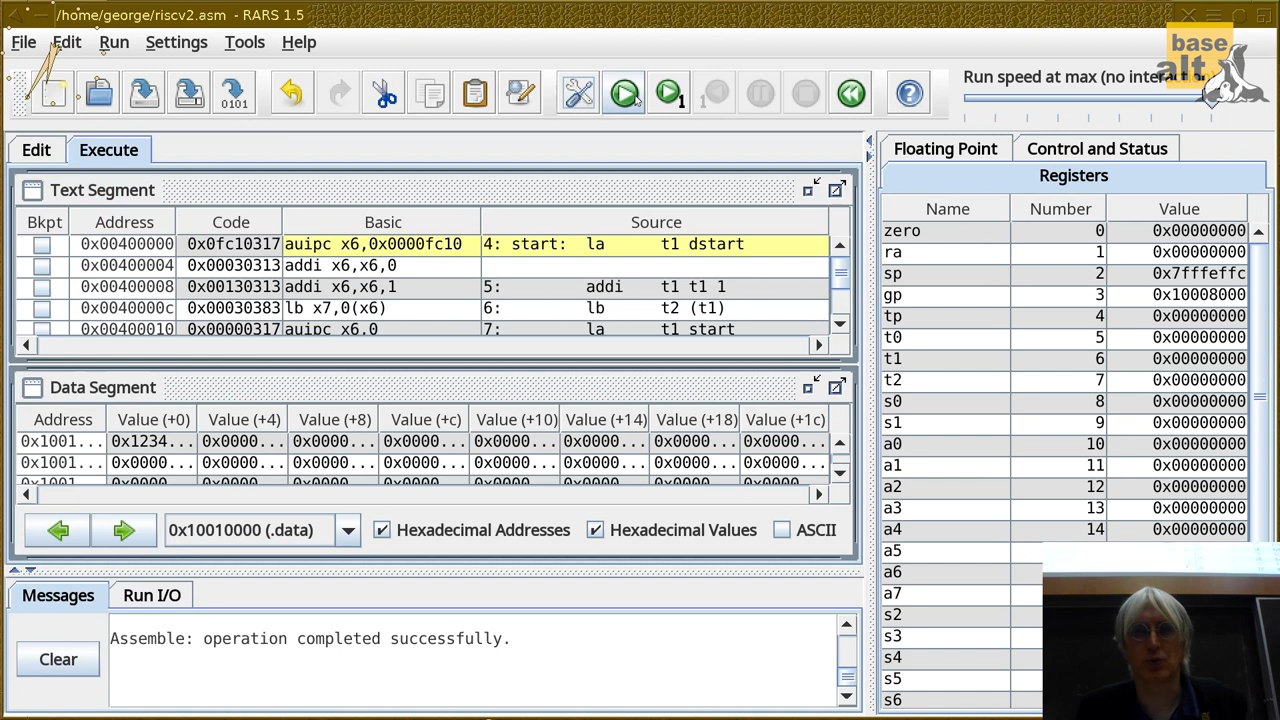 /home/george/riscv2.asm - RARS 1.5
File Edit Run Settings Tools Help
base
alt
Run speed at max (no interaction)
Edit Execute
Floating Point Control and Status
Registers
Text Segment
Bkpt Address Code Basic Source
0x00400000 0x0fc10317 auipc x6,0x0000fc10 4: start: la t1 dstart
0x00400004 0x00030313 addi x6,x6,0
0x00400008 0x00130313 addi x6,x6,1 5: addi t1 t1 1
0x0040000c 0x00030383 lb x7,0(x6) 6: lb t2 (t1)
0x00400010 0x00000317 auipc x6,0 7: la t1 start
Data Segment
Address Value (+0) Value (+4) Value (+8) Value (+c) Value (+10) Value (+14) Value (+18) Value (+1c)
0x1001... 0x1234... 0x0000... 0x0000... 0x0000... 0x0000... 0x0000... 0x0000... 0x0000...
0x1001... 0x0000... 0x0000... 0x0000... 0x0000... 0x0000... 0x0000... 0x0000... 0x0000...
0x10010000 (.data) Hexadecimal Addresses Hexadecimal Values ASCII
Messages Run I/O
Assemble: operation completed successfully.
Clear
Name Number Value
zero 0 0x00000000
ra 1 0x00000000
sp 2 0x7fffeffc
gp 3 0x10008000
tp 4 0x00000000
t0 5 0x00000000
t1 6 0x00000000
t2 7 0x00000000
s0 8 0x00000000
s1 9 0x00000000
a0 10 0x00000000
a1 11 0x00000000
a2 12 0x00000000
a3 13 0x00000000
a4 14 0x00000000
a5
a6
a7
s2
s3
s4
s5
s6